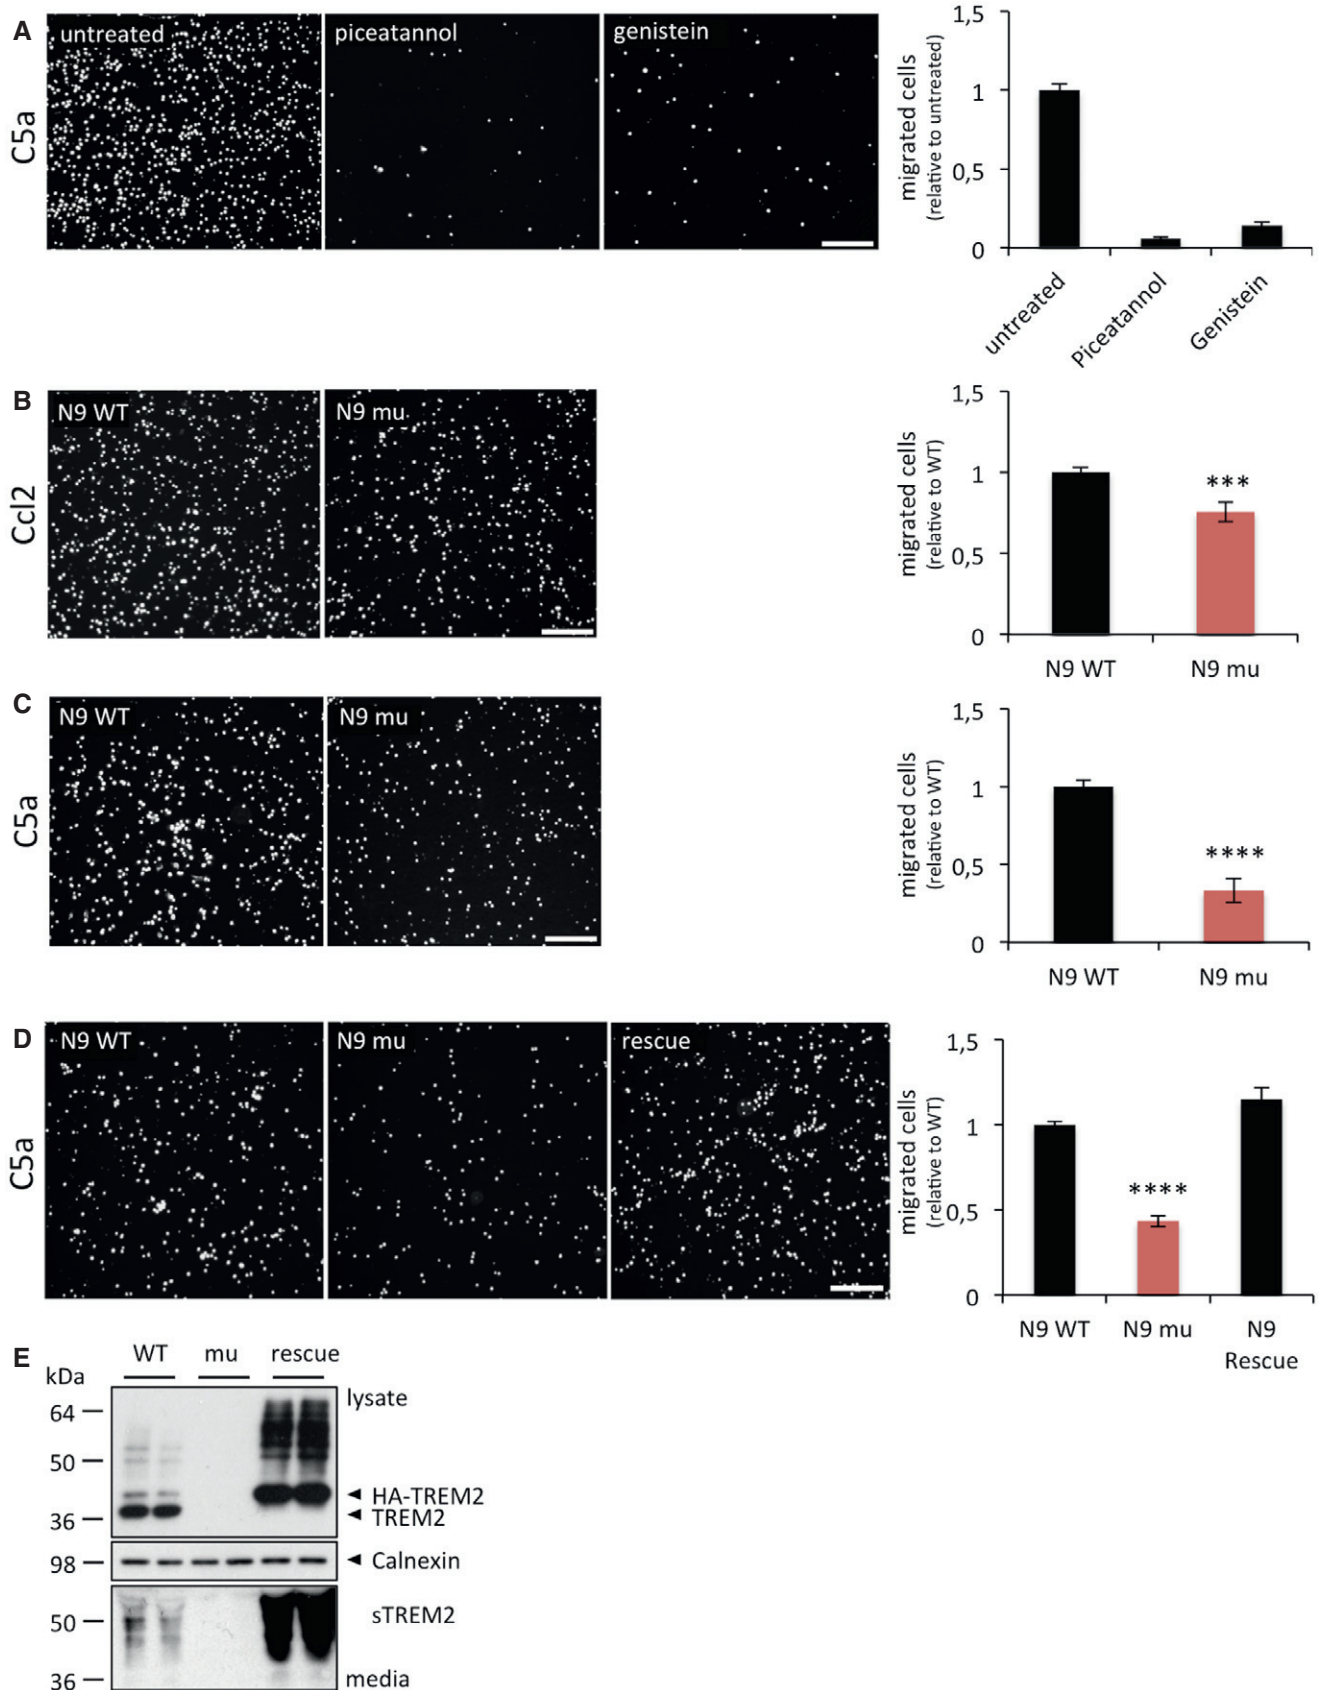 A
C5a
untreated
piceatannol
genistein
migrated cells
(relative to untreated)
1,5
1
0,5
0
untreated
Piceatannol
Genistein
B
Ccl2
N9 WT
N9 mu
migrated cells
(relative to WT)
1,5
1
0,5
0
***
N9 WT
N9 mu
C
C5a
N9 WT
N9 mu
migrated cells
(relative to WT)
1,5
1
0,5
0
****
N9 WT
N9 mu
D
C5a
N9 WT
N9 mu
rescue
migrated cells
(relative to WT)
1,5
1
0,5
0
****
N9 WT
N9 mu
N9
Rescue
E
WT mu rescue
kDa
lysate
64
50
HA-TREM2
TREM2
36
98
Calnexin
sTREM2
50
36
media